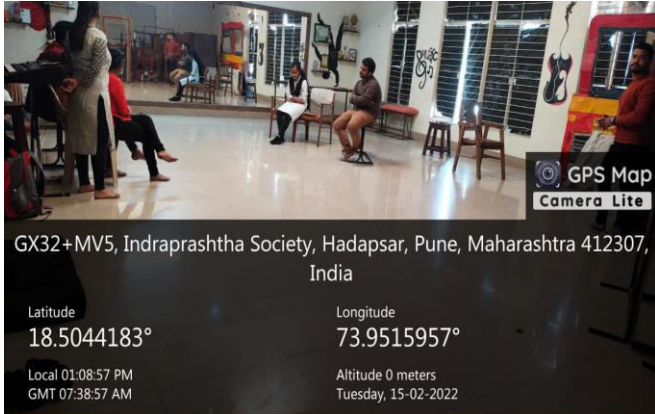 Music
GPS Map
Camera Lite
GX32+MV5, Indraprashtha Society, Hadapsar, Pune, Maharashtra 412307,
India
Latitude
18.5044183°
Longitude
73.9515957°
Local 01:08:57 PM
GMT 07:38:57 AM
Altitude 0 meters
Tuesday, 15-02-2022